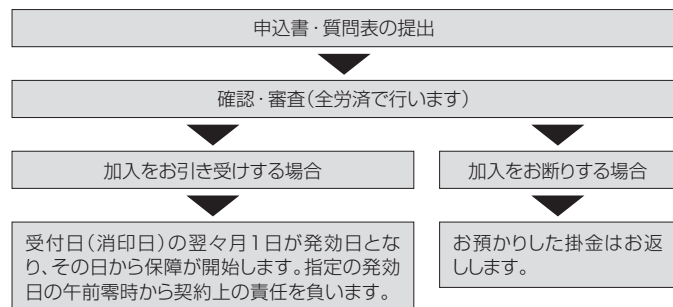 申込書・質問表の提出
確認・審査(全労済で行います)
加入をお引き受けする場合
加入をお断りする場合
受付日(消印日)の翌々月1日が発効日とな
り、その日から保障が開始します。指定の発効
日の午前零時から契約上の責任を負います。
お預かりした掛金はお返
しします。